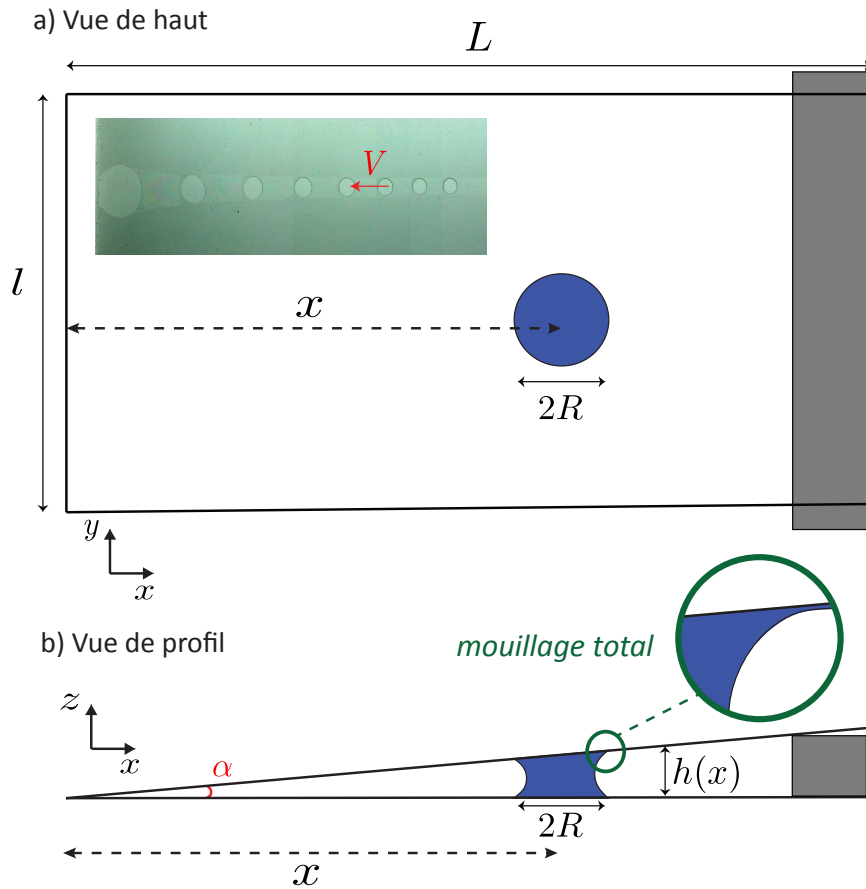 a) Vue de haut
L
V
l
x
2R
y
x
b) Vue de profil
mouillage total
z
x
α
h(x)
2R
x